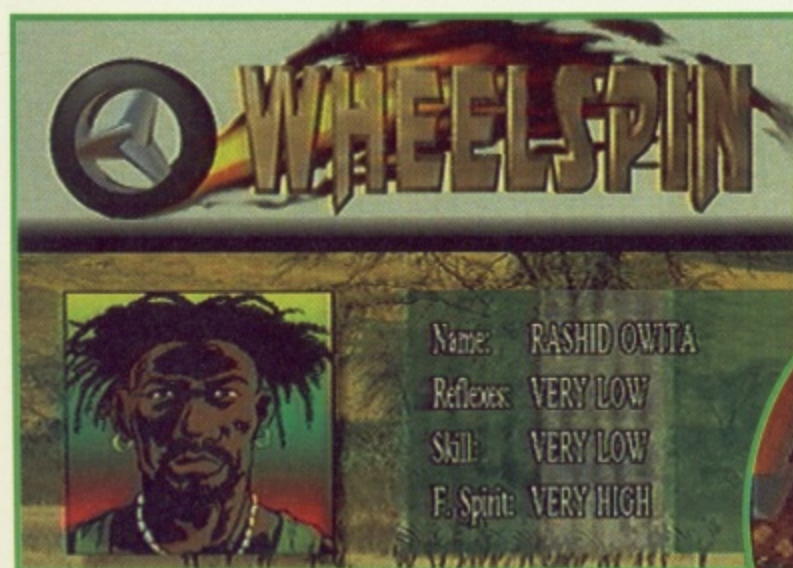 WHEELSPIN
Name: RASHID OWITA
Reflexes: VERY LOW
Skill: VERY LOW
F. Spirit: VERY HIGH